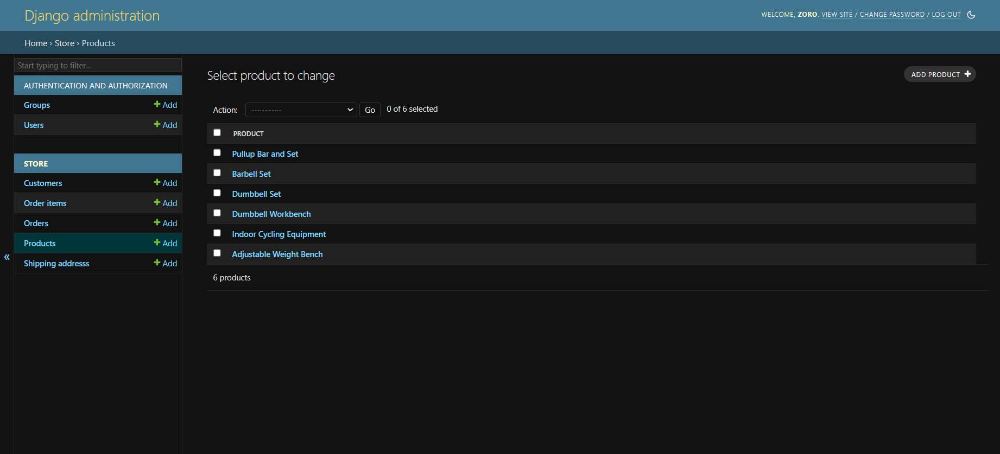 Django administration
WELCOME, ZORO. VIEW SITE / CHANGE PASSWORD / LOG OUT
Home › Store › Products
Start typing to filter...
AUTHENTICATION AND AUTHORIZATION
Groups + Add
Users + Add
STORE
Customers + Add
Order items + Add
Orders + Add
Products + Add
Shipping addresss + Add
«
Select product to change
ADD PRODUCT +
Action: --------- Go 0 of 6 selected
PRODUCT
Pullup Bar and Set
Barbell Set
Dumbbell Set
Dumbbell Workbench
Indoor Cycling Equipment
Adjustable Weight Bench
6 products